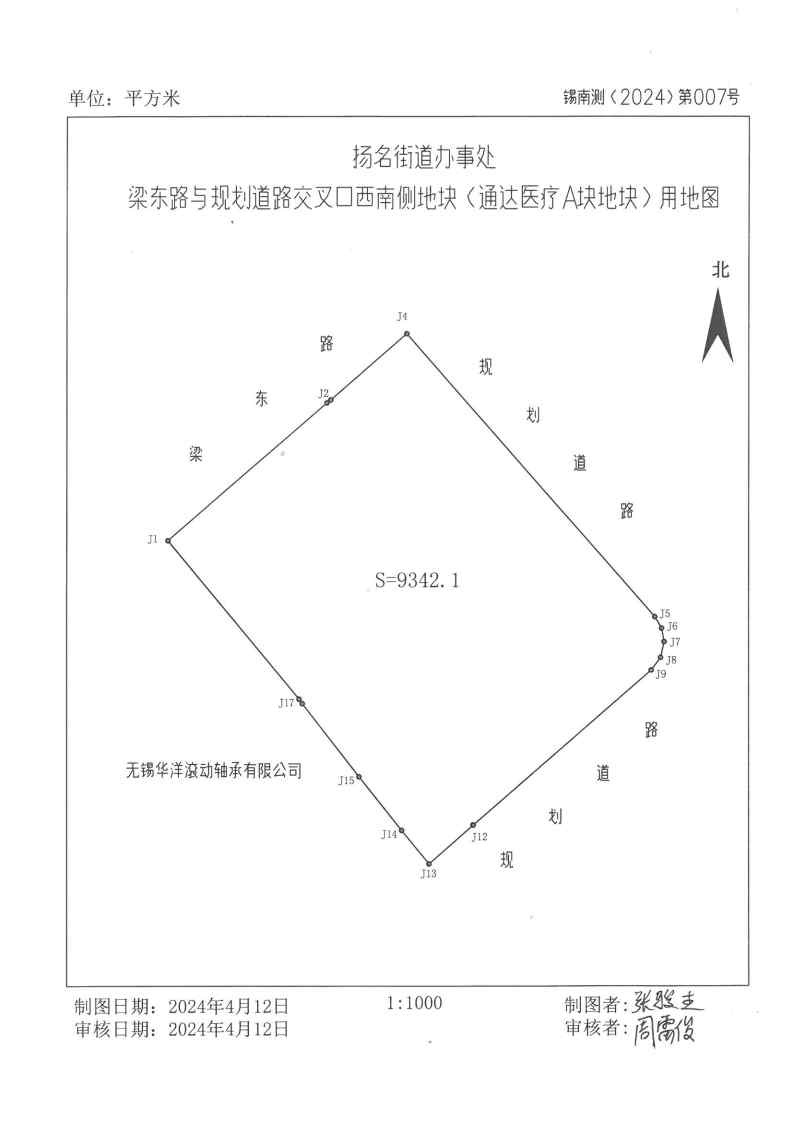 单位：平方米
锡南测〈2024〉第007号
扬名街道办事处
梁东路与规划道路交叉口西南侧地块〈通达医疗A块地块〉用地图
北
J4
路
规
J2
东
划
梁
道
路
J1
S=9342.1
J5
J6
J7
J8
J9
J17
路
无锡华洋滚动轴承有限公司
道
J15
划
J14
J12
规
J13
制图日期：2024年4月12日
1:1000
制图者:
审核日期：2024年4月12日
审核者: